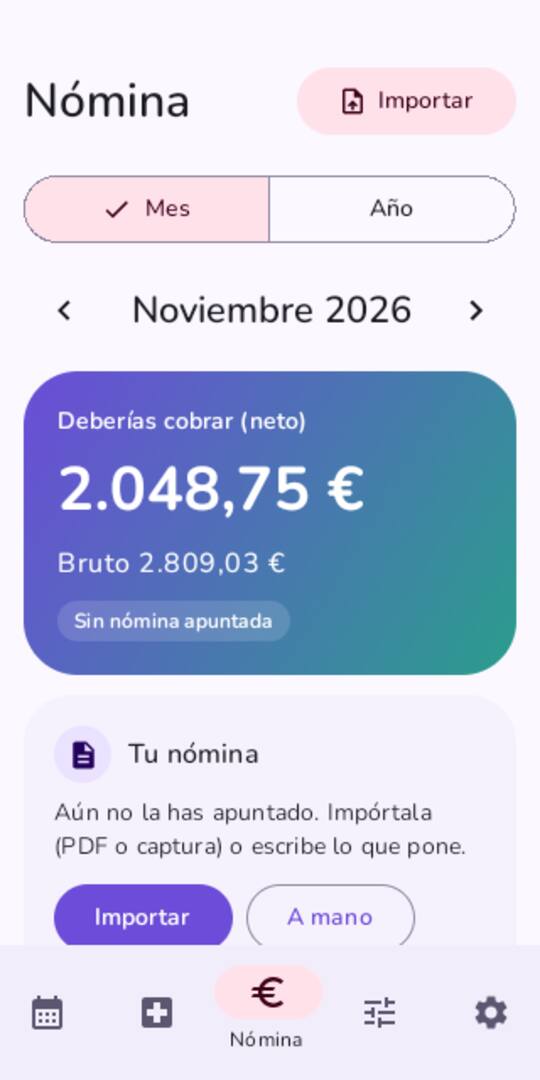 Nómina
Importar
Mes
Año
Noviembre 2026
Deberías cobrar (neto)
2.048,75 €
Bruto 2.809,03 €
Sin nómina apuntada
Tu nómina
Aún no la has apuntado. Impórtala
(PDF o captura) o escribe lo que pone.
Importar
A mano
€
Nómina